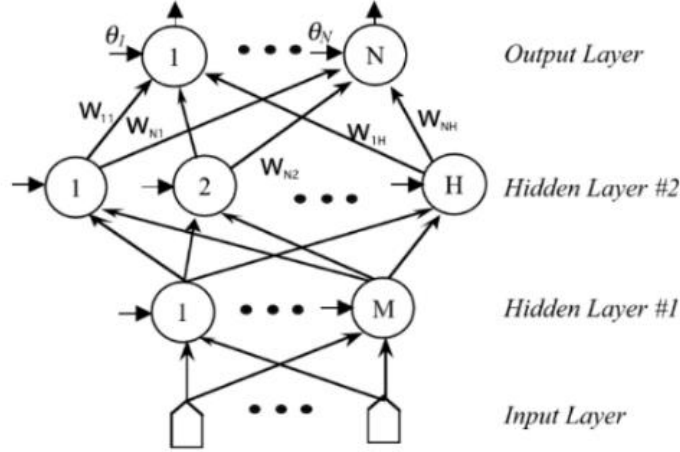 θ1 θN
1 N Output Layer
W11 WN1 W1H WNH
WN2
1 2 H Hidden Layer #2
1 M Hidden Layer #1
Input Layer